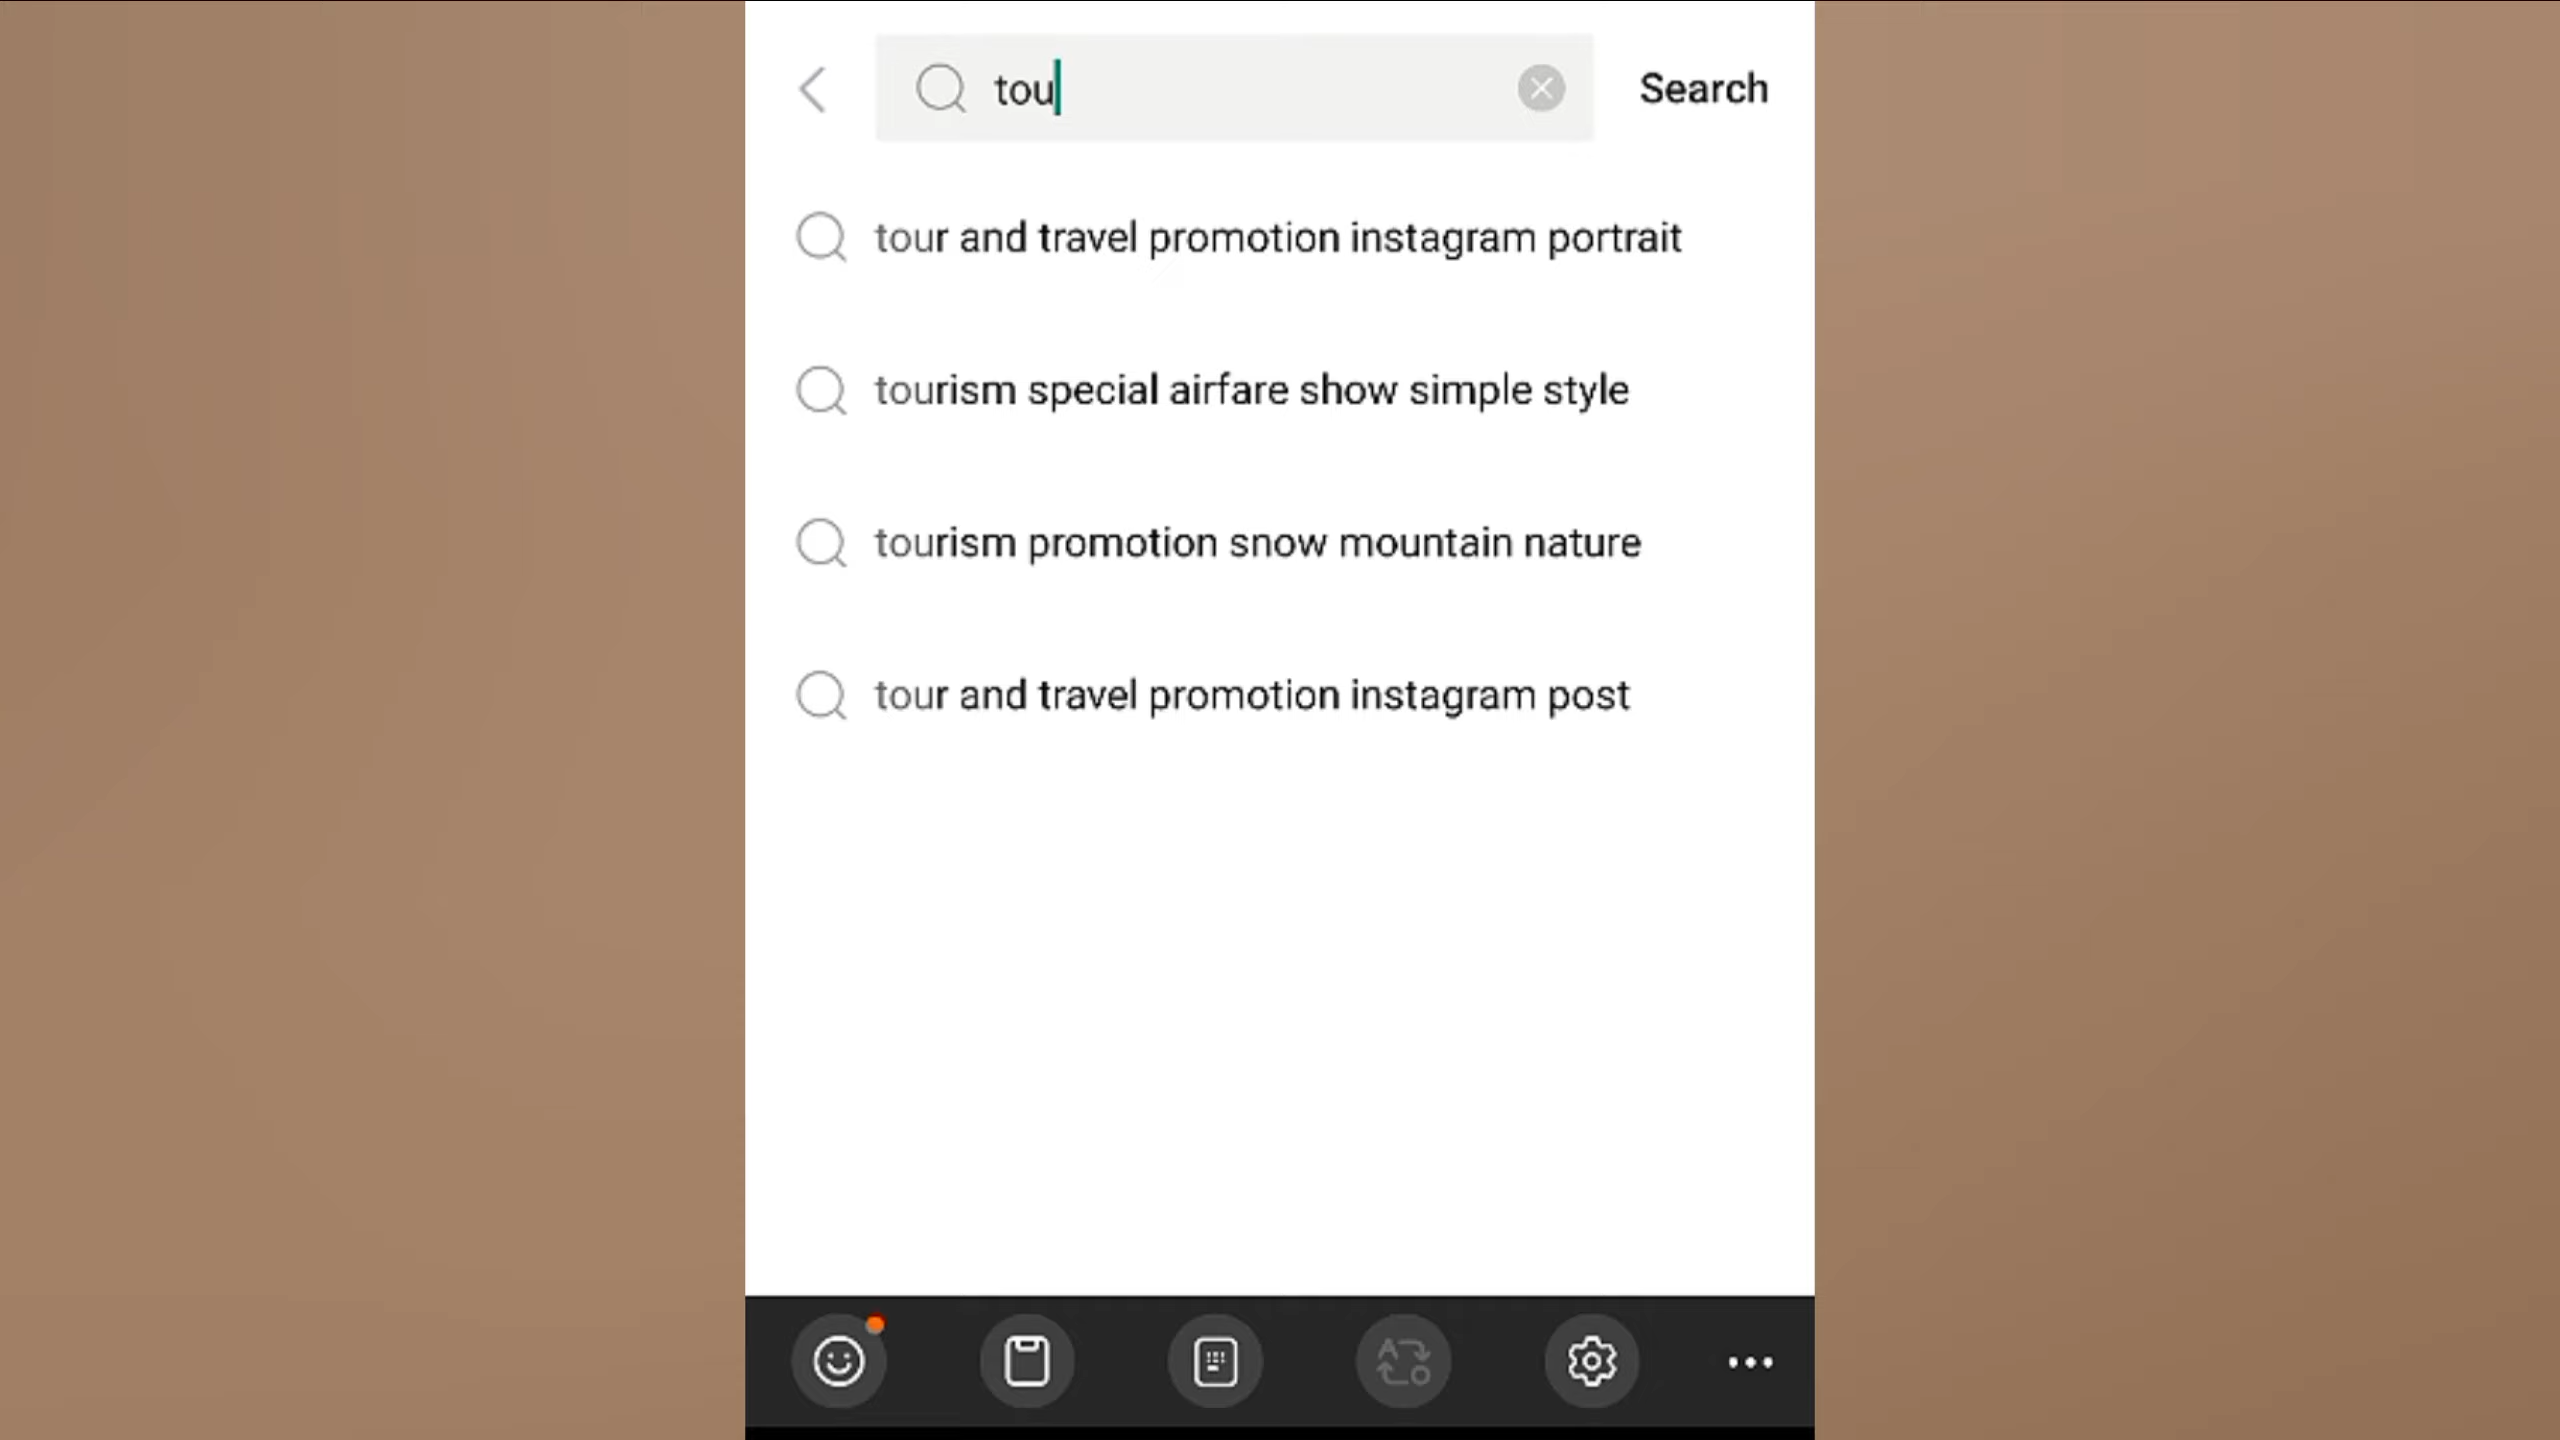 tou
Search
tour and travel promotion instagram portrait
tourism special airfare show simple style
tourism promotion snow mountain nature
tour and travel promotion instagram post